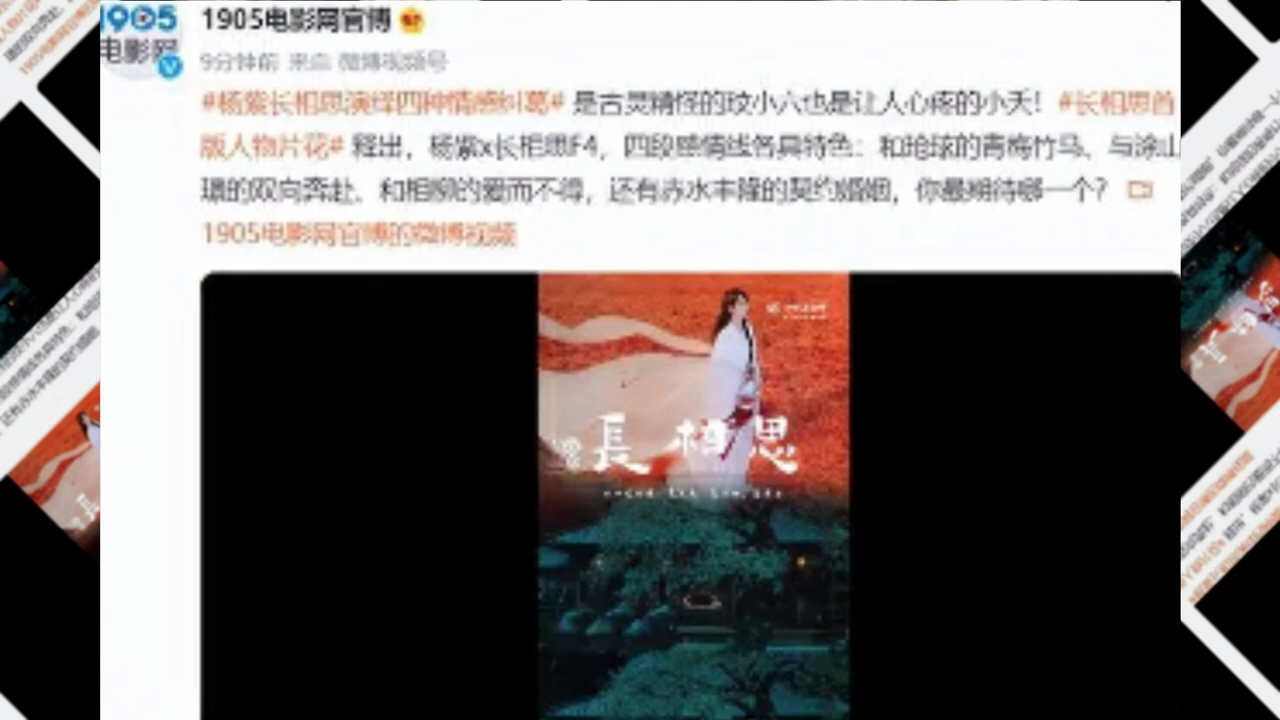 1905
电影网
1905电影网官博
9分钟前 来自 微博视频号
#杨紫长相思演绎四种情感纠葛# 是古灵精怪的玟小六也是让人心疼的小夭！#长相思首
版人物片花# 释出，杨紫x长相思F4，四段感情线各具特色：和玱玹的青梅竹马、与涂山
璟的双向奔赴、和相柳的爱而不得，还有赤水丰隆的契约婚姻，你最期待哪一个？
1905电影网官博的微博视频
長相思